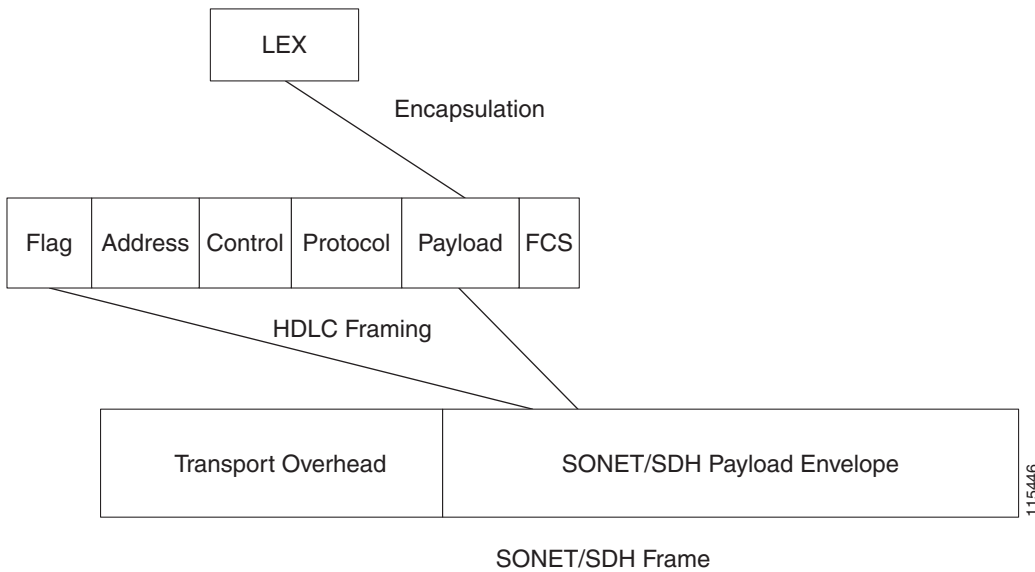 LEX
Encapsulation
Flag Address Control Protocol Payload FCS
HDLC Framing
Transport Overhead SONET/SDH Payload Envelope
115446
SONET/SDH Frame